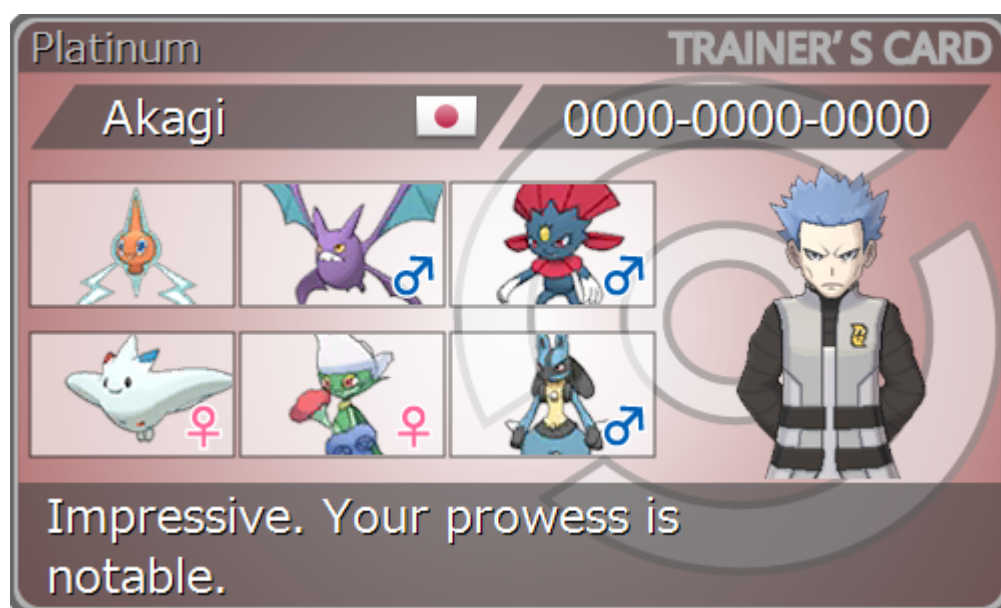 Platinum
TRAINER'S CARD
Akagi
0000-0000-0000
♂
♂
♀
♀
♂
Impressive. Your prowess is
notable.